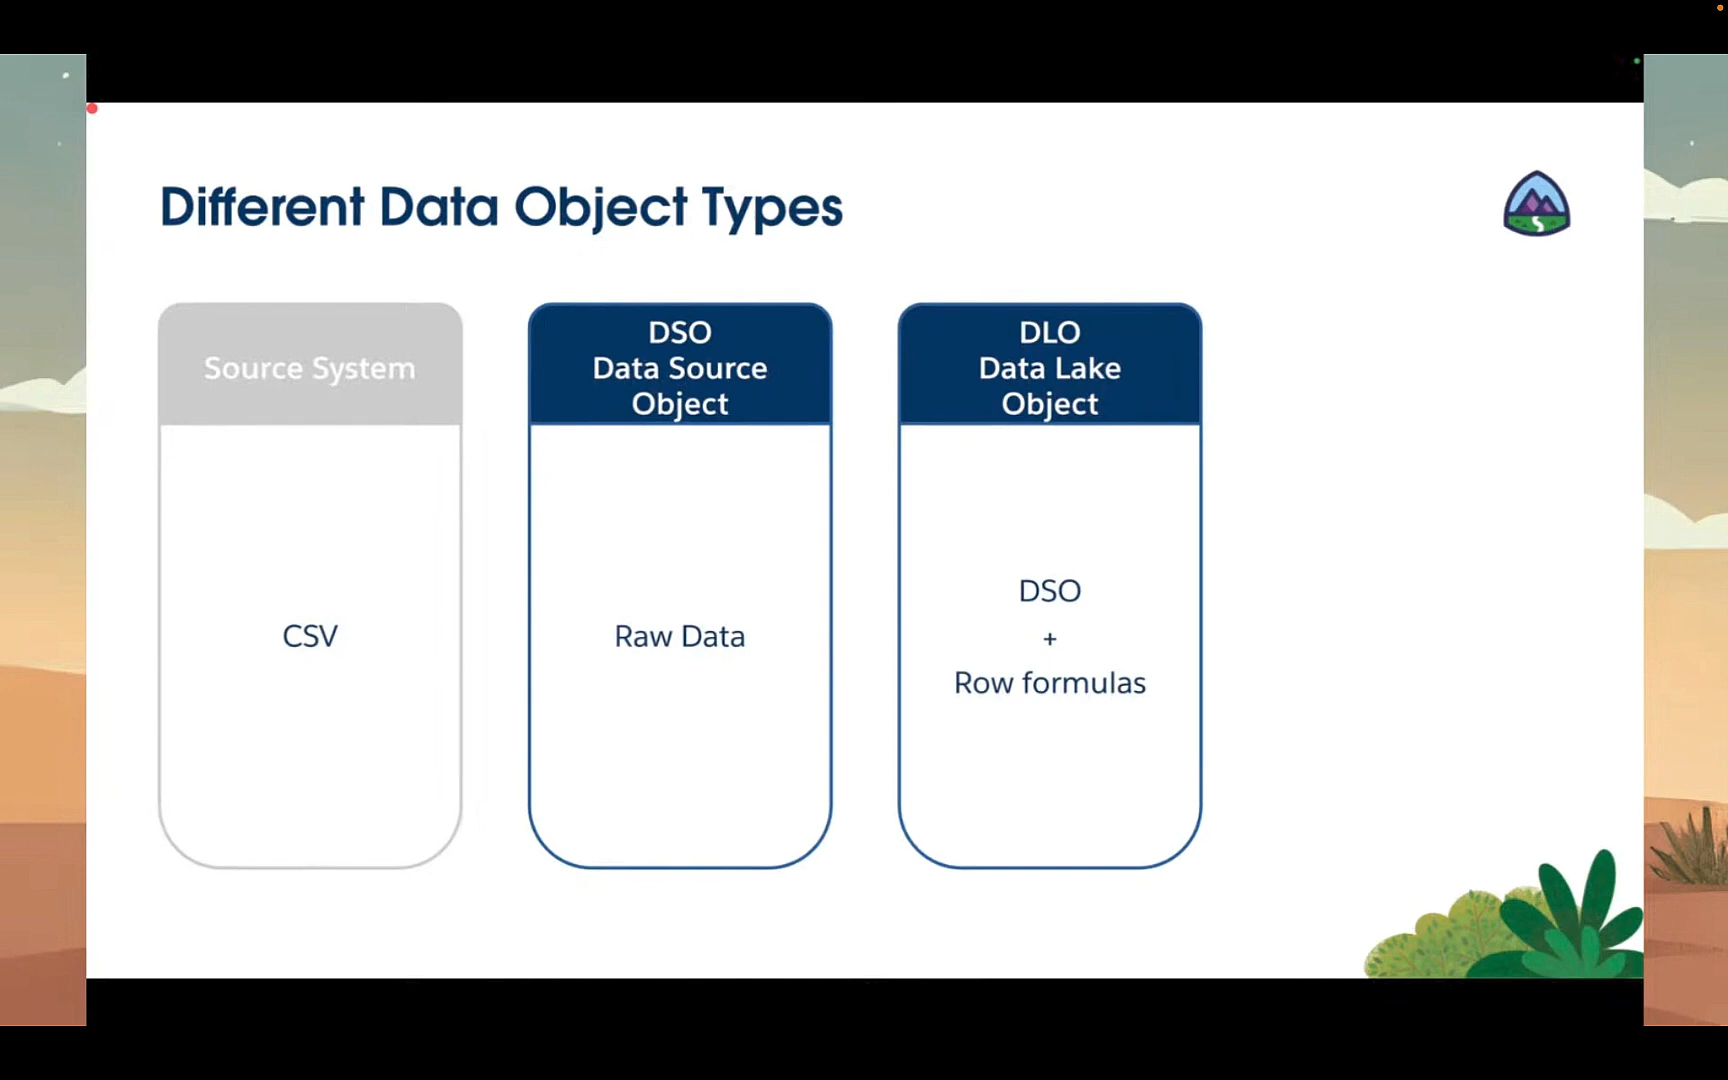 Different Data Object Types
Source System
CSV
DSO
Data Source
Object
Raw Data
DLO
Data Lake
Object
DSO
+
Row formulas